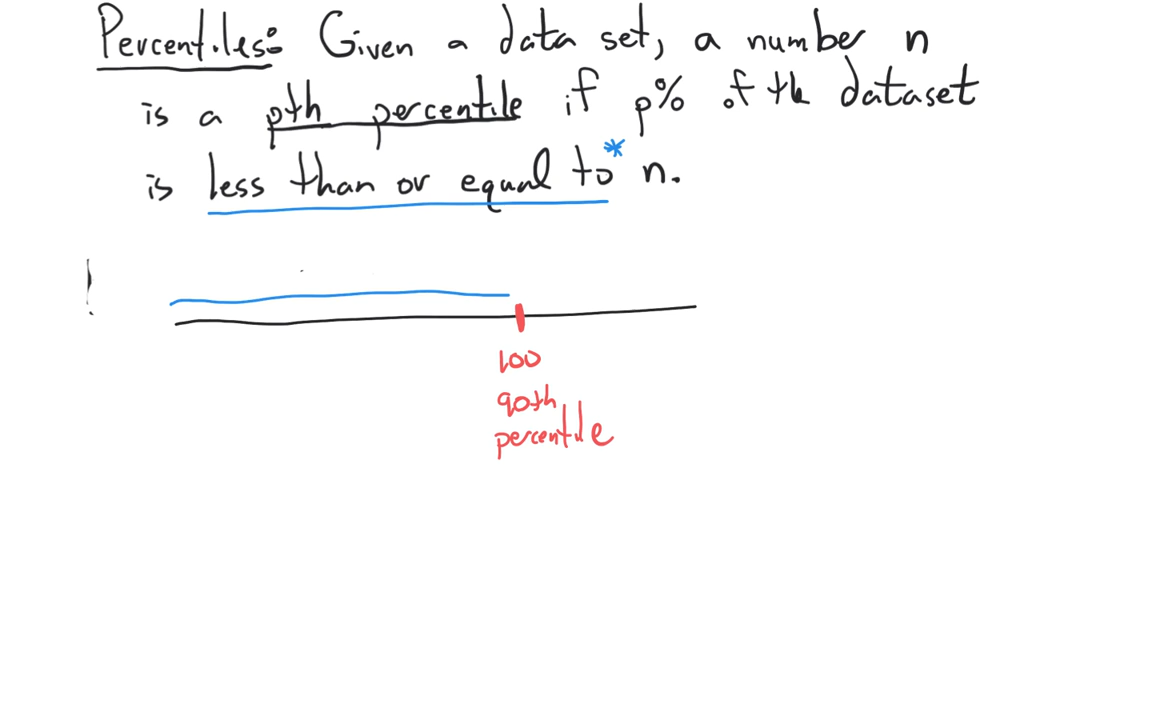 Percentiles: Given a data set, a number n
is a pth percentile if p% of the dataset
is less than or equal to* n.
!
100
90th
percentile